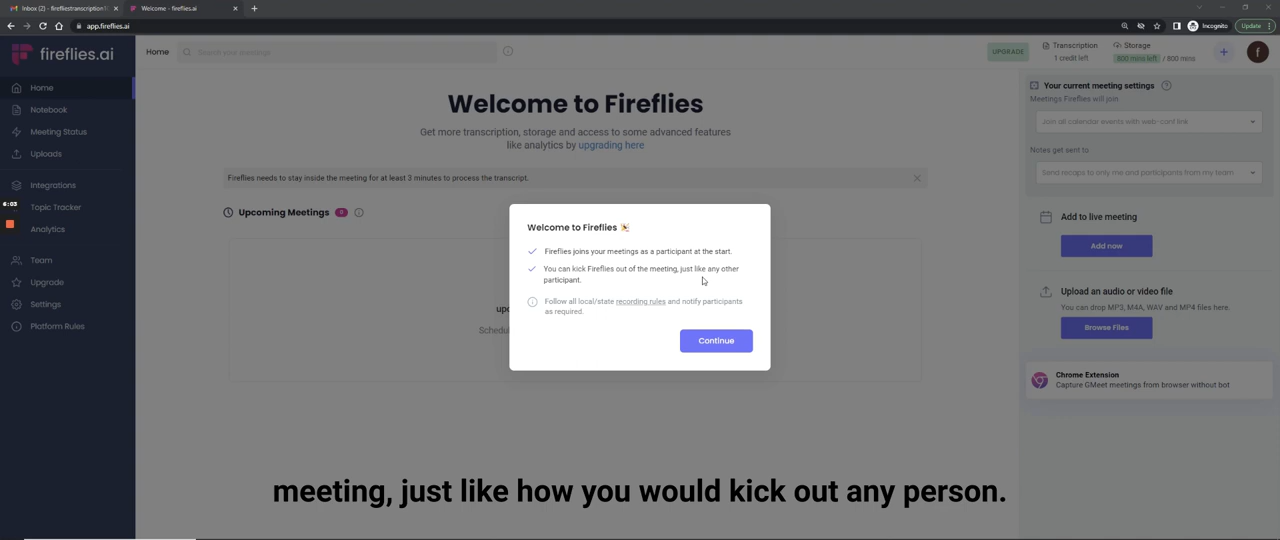 Inbox (2) - firefliestranscription
Welcome - fireflies.ai
app.fireflies.ai
Incognito
Update
fireflies.ai
Home
Search your meetings
UPGRADE
Transcription
1 credit left
Storage
800 mins left / 800 mins
f
Home
Notebook
Meeting Status
Uploads
Integrations
Topic Tracker
Analytics
Team
Upgrade
Settings
Platform Rules
6:03
Welcome to Fireflies
Get more transcription, storage and access to some advanced features
like analytics by upgrading here
Fireflies needs to stay inside the meeting for at least 3 minutes to process the transcript.
Upcoming Meetings 0
upc
Schedul
Welcome to Fireflies 🎉
Fireflies joins your meetings as a participant at the start.
You can kick Fireflies out of the meeting, just like any other
participant.
Follow all local/state recording rules and notify participants
as required.
Continue
Your current meeting settings
Meetings Fireflies will join
Join all calendar events with web-conf link
Notes get sent to
Send recaps to only me and participants from my team
Add to live meeting
Add now
Upload an audio or video file
You can drop MP3, M4A, WAV and MP4 files here.
Browse Files
Chrome Extension
Capture GMeet meetings from browser without bot
meeting, just like how you would kick out any person.